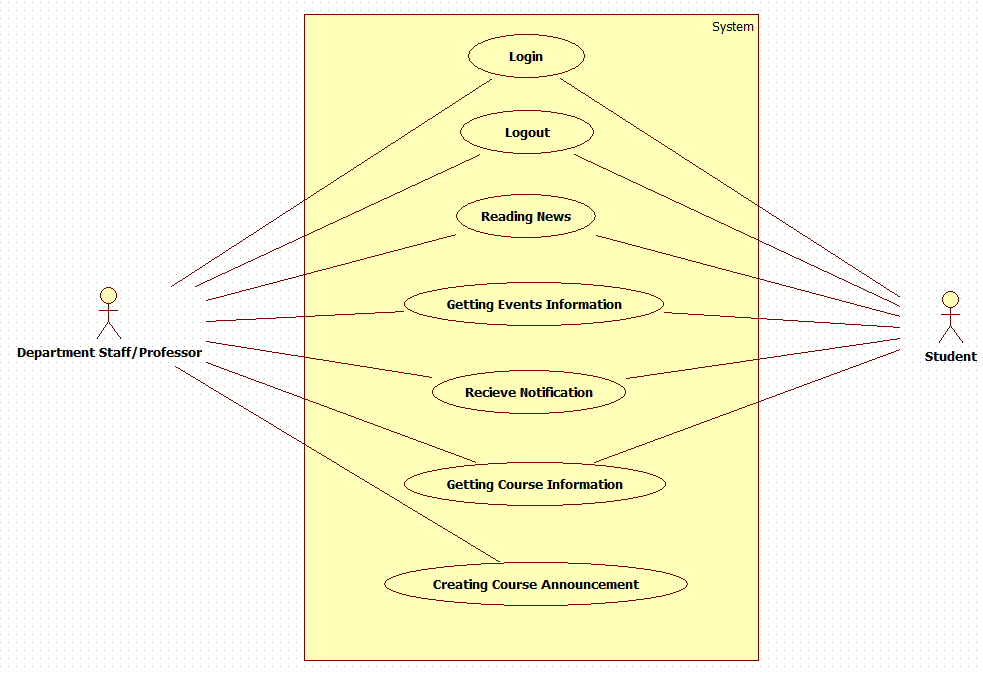 System
Login
Logout
Reading News
Getting Events Information
Department Staff/Professor
Student
Recieve Notification
Getting Course Information
Creating Course Announcement